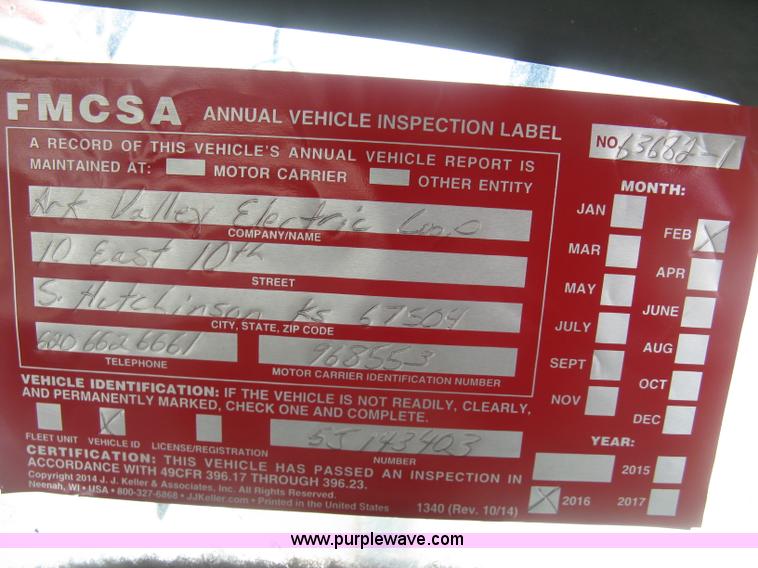 FMCSA ANNUAL VEHICLE INSPECTION LABEL
NO. 63682-1
A RECORD OF THIS VEHICLE'S ANNUAL VEHICLE REPORT IS
MAINTAINED AT: MOTOR CARRIER OTHER ENTITY
Ark Valley Electric
COMPANY/NAME
10 East 10th
STREET
S. Hutchinson Ks 67504
CITY, STATE, ZIP CODE
620 662 6661 968553
TELEPHONE MOTOR CARRIER IDENTIFICATION NUMBER
MONTH:
JAN FEB X
MAR APR
MAY JUNE
JULY AUG
SEPT OCT
NOV DEC
VEHICLE IDENTIFICATION: IF THE VEHICLE IS NOT READILY, CLEARLY,
AND PERMANENTLY MARKED, CHECK ONE AND COMPLETE.
X 5J143403
FLEET UNIT VEHICLE ID LICENSE/REGISTRATION NUMBER
YEAR:
2015
X 2016 2017
CERTIFICATION: THIS VEHICLE HAS PASSED AN INSPECTION IN
ACCORDANCE WITH 49CFR 396.17 THROUGH 396.23.
Copyright 2014 J. J. Keller & Associates, Inc. All Rights Reserved.
Neenah, WI • USA • 800-327-6868 • JJKeller.com • Printed in the United States
1340 (Rev. 10/14)
www.purplewave.com